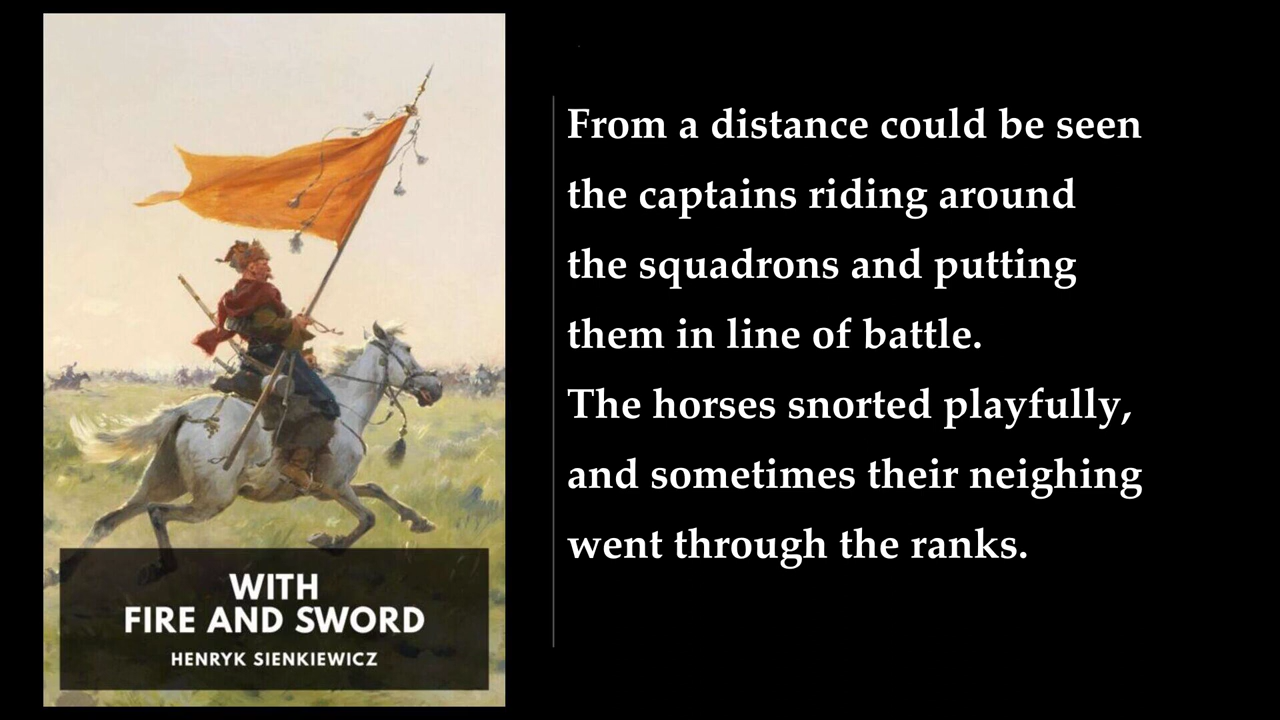 WITH
FIRE AND SWORD
HENRYK SIENKIEWICZ
From a distance could be seen
the captains riding around
the squadrons and putting
them in line of battle.
The horses snorted playfully,
and sometimes their neighing
went through the ranks.